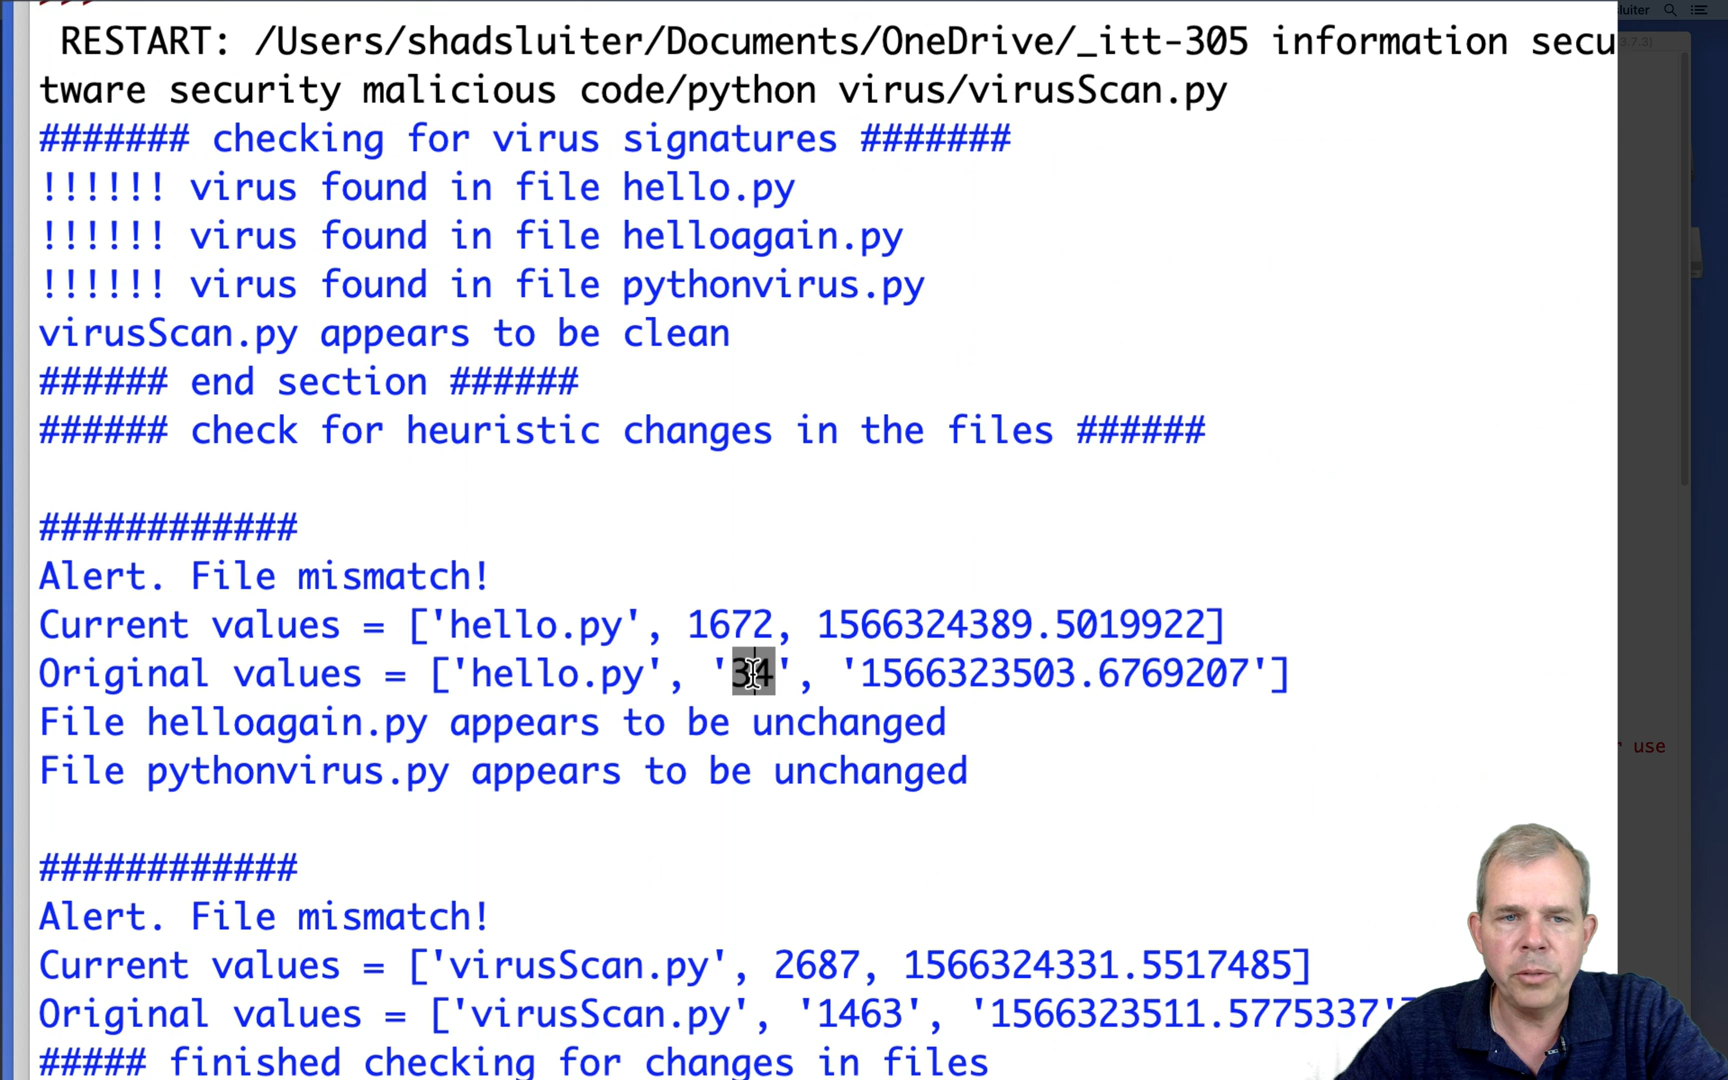 luiter
3.7.3)
RESTART: /Users/shadsluiter/Documents/OneDrive/_itt-305 information secu
tware security malicious code/python virus/virusScan.py
####### checking for virus signatures #######
!!!!!! virus found in file hello.py
!!!!!! virus found in file helloagain.py
!!!!!! virus found in file pythonvirus.py
virusScan.py appears to be clean
###### end section ######
###### check for heuristic changes in the files ######
############
Alert. File mismatch!
Current values = ['hello.py', 1672, 1566324389.5019922]
Original values = ['hello.py', '34', '1566323503.6769207']
File helloagain.py appears to be unchanged
File pythonvirus.py appears to be unchanged
r use
############
Alert. File mismatch!
Current values = ['virusScan.py', 2687, 1566324331.5517485]
Original values = ['virusScan.py', '1463', '1566323511.5775337'
##### finished checking for changes in files